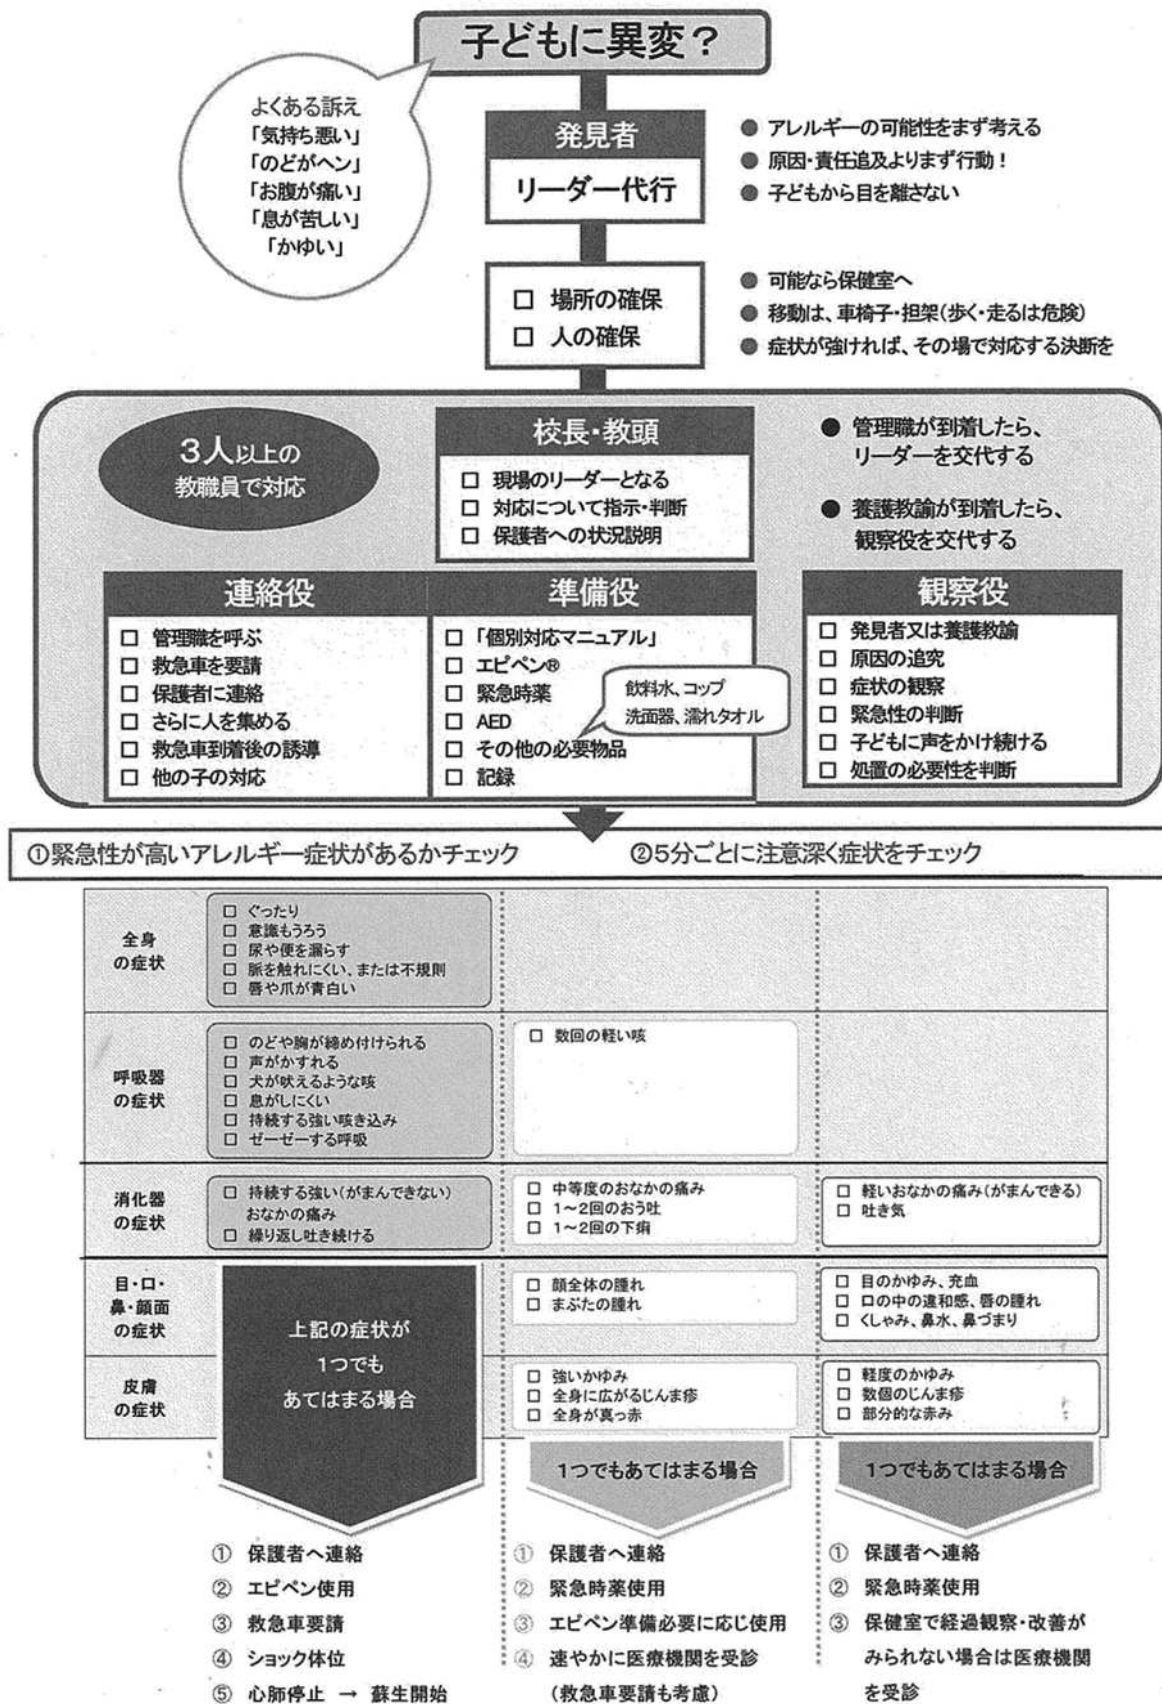 子どもに異変？
よくある訴え
「気持ち悪い」
「のどがヘン」
「お腹が痛い」
「息が苦しい」
「かゆい」
発見者
リーダー代行
● アレルギーの可能性をまず考える
● 原因・責任追及よりまず行動！
● 子どもから目を離さない
□ 場所の確保
□ 人の確保
● 可能なら保健室へ
● 移動は、車椅子・担架(歩く・走るは危険)
● 症状が強ければ、その場で対応する決断を
3人以上の
教職員で対応
校長・教頭
□ 現場のリーダーとなる
□ 対応について指示・判断
□ 保護者への状況説明
● 管理職が到着したら、
リーダーを交代する
● 養護教諭が到着したら、
観察役を交代する
連絡役
□ 管理職を呼ぶ
□ 救急車を要請
□ 保護者に連絡
□ さらに人を集める
□ 救急車到着後の誘導
□ 他の子の対応
準備役
□ 「個別対応マニュアル」
□ エピペン®
□ 緊急時薬
□ AED
□ その他の必要物品
□ 記録
飲料水、コップ
洗面器、濡れタオル
観察役
□ 発見者又は養護教諭
□ 原因の追究
□ 症状の観察
□ 緊急性の判断
□ 子どもに声をかけ続ける
□ 処置の必要性を判断
①緊急性が高いアレルギー症状があるかチェック ②5分ごとに注意深く症状をチェック
全身
の症状
□ ぐったり
□ 意識もうろう
□ 尿や便を漏らす
□ 脈を触れにくい、または不規則
□ 唇や爪が青白い
呼吸器
の症状
□ のどや胸が締め付けられる
□ 声がかすれる
□ 犬が吠えるような咳
□ 息がしにくい
□ 持続する強い咳き込み
□ ゼーゼーする呼吸
□ 数回の軽い咳
消化器
の症状
□ 持続する強い(がまんできない)
おなかの痛み
□ 繰り返し吐き続ける
□ 中等度のおなかの痛み
□ 1～2回のおう吐
□ 1～2回の下痢
□ 軽いおなかの痛み(がまんできる)
□ 吐き気
目・口・
鼻・顔面
の症状
上記の症状が
1つでも
あてはまる場合
□ 顔全体の腫れ
□ まぶたの腫れ
□ 目のかゆみ、充血
□ 口の中の違和感、唇の腫れ
□ くしゃみ、鼻水、鼻づまり
皮膚
の症状
□ 強いかゆみ
□ 全身に広がるじんま疹
□ 全身が真っ赤
□ 軽度のかゆみ
□ 数個のじんま疹
□ 部分的な赤み
1つでもあてはまる場合
1つでもあてはまる場合
① 保護者へ連絡
② エピペン使用
③ 救急車要請
④ ショック体位
⑤ 心肺停止 → 蘇生開始
① 保護者へ連絡
② 緊急時薬使用
③ エピペン準備必要に応じ使用
④ 速やかに医療機関を受診
(救急車要請も考慮)
① 保護者へ連絡
② 緊急時薬使用
③ 保健室で経過観察・改善が
みられない場合は医療機関
を受診